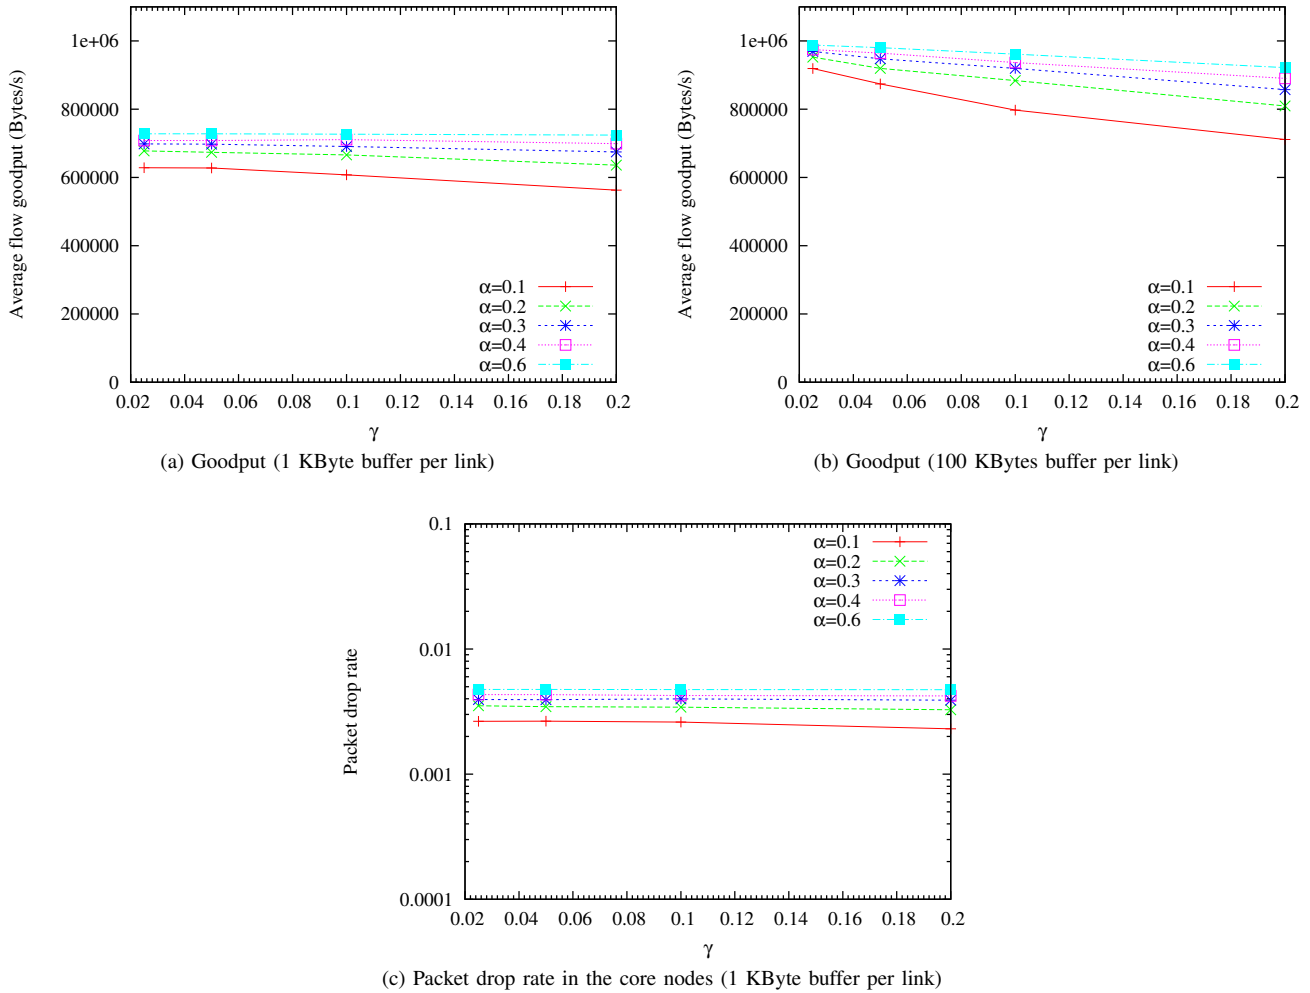 1e+06
800000
600000
400000
200000
0
0.02 0.04 0.06 0.08 0.1 0.12 0.14 0.16 0.18 0.2
Average flow goodput (Bytes/s)
γ
α=0.1
α=0.2
α=0.3
α=0.4
α=0.6
(a) Goodput (1 KByte buffer per link)
1e+06
800000
600000
400000
200000
0
0.02 0.04 0.06 0.08 0.1 0.12 0.14 0.16 0.18 0.2
Average flow goodput (Bytes/s)
γ
α=0.1
α=0.2
α=0.3
α=0.4
α=0.6
(b) Goodput (100 KBytes buffer per link)
0.1
0.01
0.001
0.0001
0.02 0.04 0.06 0.08 0.1 0.12 0.14 0.16 0.18 0.2
Packet drop rate
γ
α=0.1
α=0.2
α=0.3
α=0.4
α=0.6
(c) Packet drop rate in the core nodes (1 KByte buffer per link)